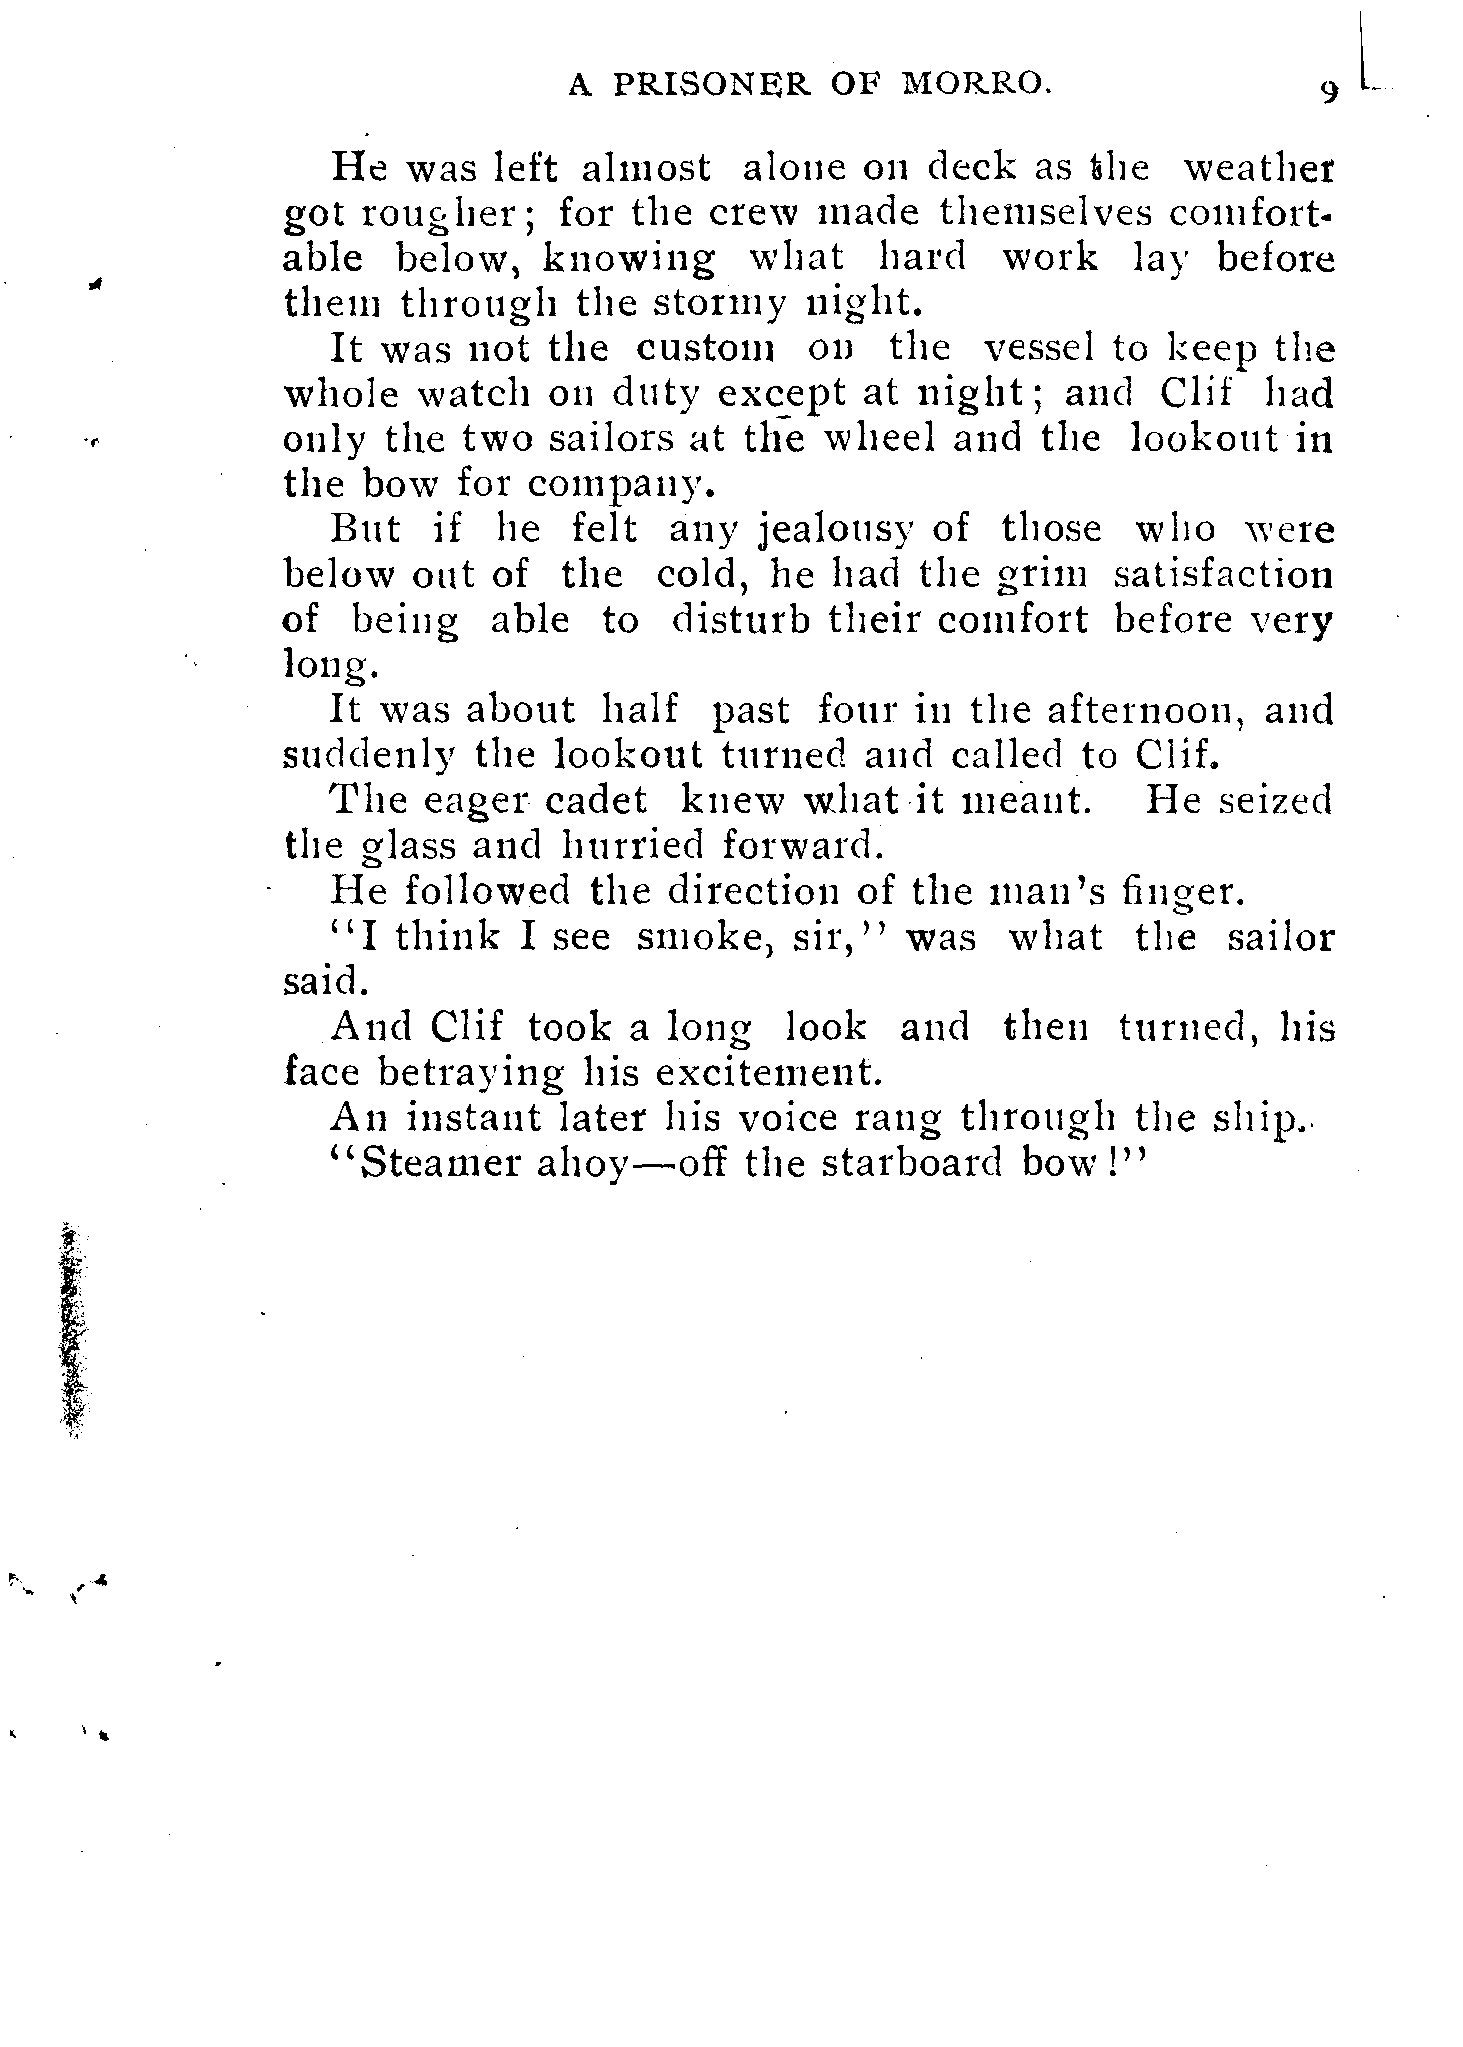 A PRISONER OF MORRO. 9
He was left almost alone on deck as the weather
got rougher; for the crew made themselves comfort-
able below, knowing what hard work lay before
them through the stormy night.
It was not the custom on the vessel to keep the
whole watch on duty except at night; and Clif had
only the two sailors at the wheel and the lookout in
the bow for company.
But if he felt any jealousy of those who were
below out of the cold, he had the grim satisfaction
of being able to disturb their comfort before very
long.
It was about half past four in the afternoon, and
suddenly the lookout turned and called to Clif.
The eager cadet knew what it meant. He seized
the glass and hurried forward.
He followed the direction of the man's finger.
"I think I see smoke, sir," was what the sailor
said.
And Clif took a long look and then turned, his
face betraying his excitement.
An instant later his voice rang through the ship.
"Steamer ahoy—off the starboard bow!"